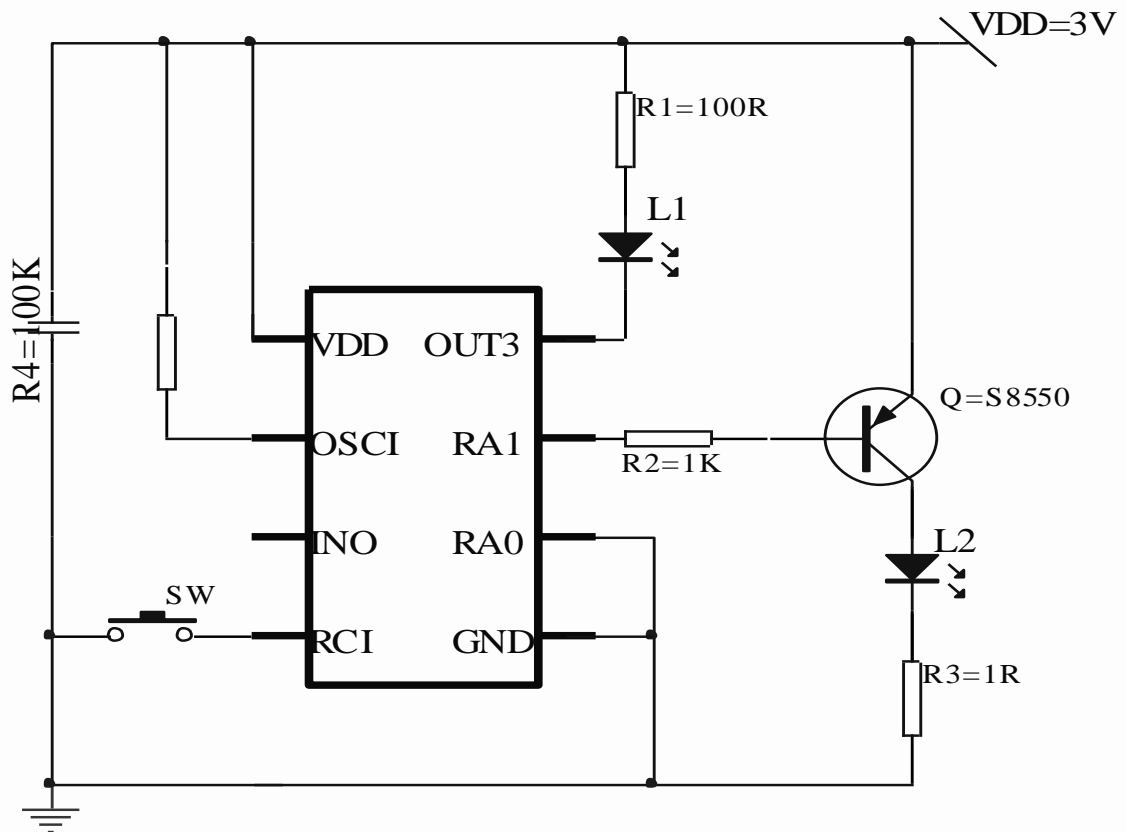 VDD=3V
R1=100R
L1
R4=100K
VDD
OUT3
Q=S8550
OSCI
RA1
R2=1K
INO
RA0
L2
SW
RCI
GND
R3=1R